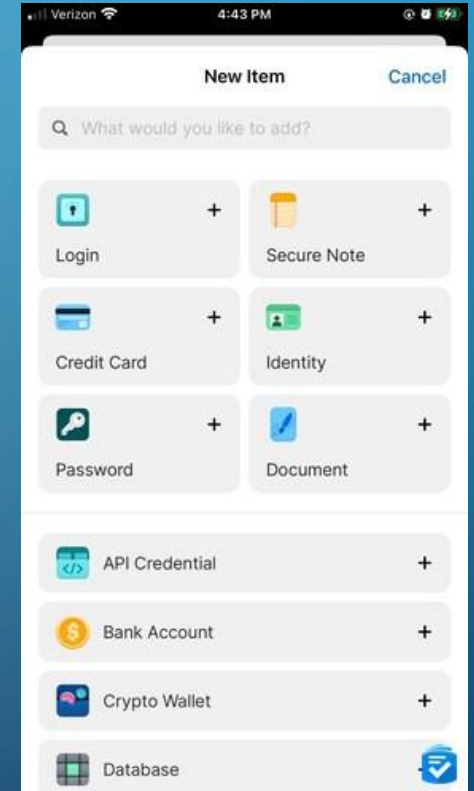 Verizon 4:43 PM
New Item Cancel
What would you like to add?
+ +
Login Secure Note
+ +
Credit Card Identity
+ +
Password Document
API Credential +
Bank Account +
Crypto Wallet +
Database